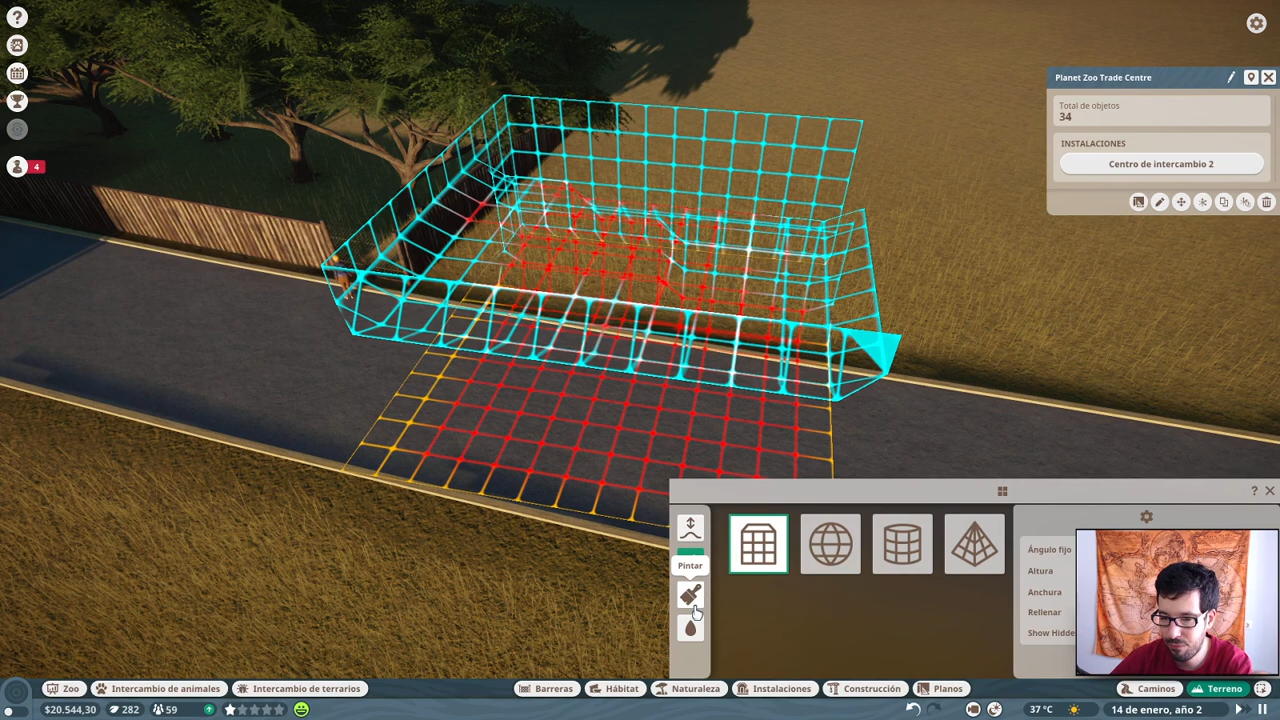 ?
4
Planet Zoo Trade Centre
Total de objetos
34
INSTALACIONES
Centro de intercambio 2
?
Pintar
Ángulo fijo
Altura
Anchura
Rellenar
Show Hidde
Zoo
Intercambio de animales
Intercambio de terrarios
Barreras
Hábitat
Naturaleza
Instalaciones
Construcción
Planos
Caminos
Terreno
$20.544,30
282
59
37 °C
14 de enero, año 2